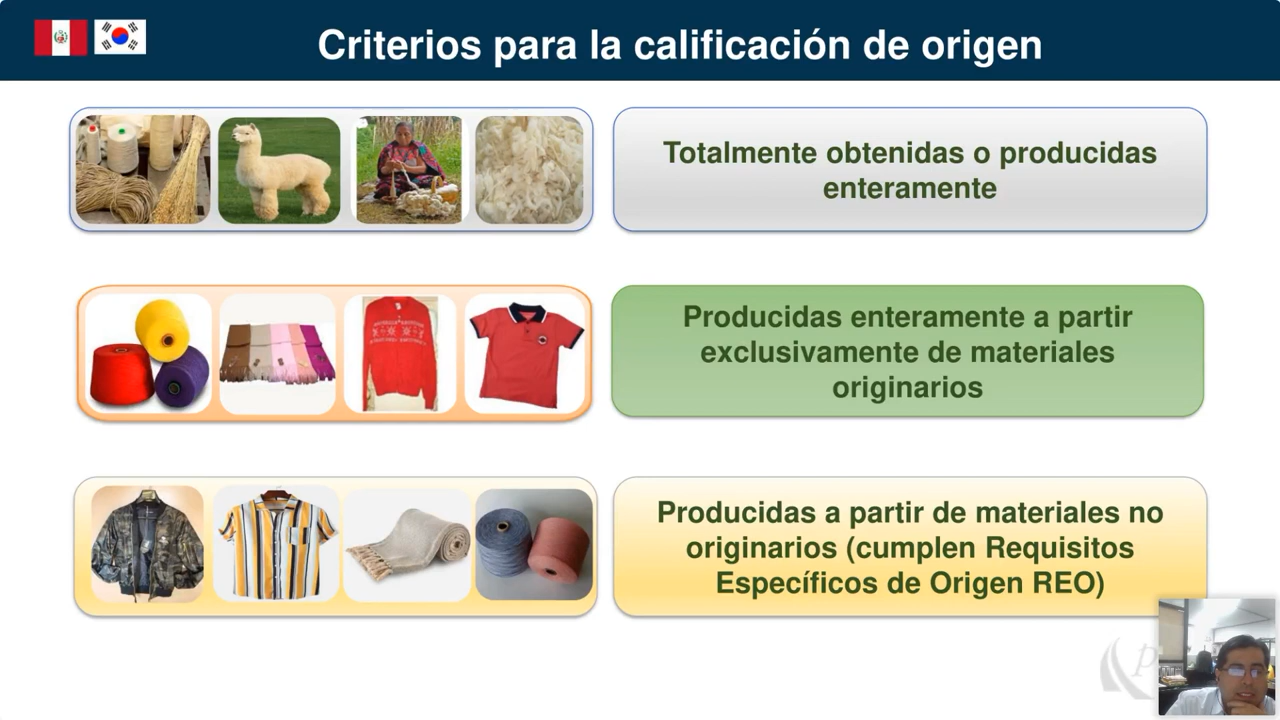 Criterios para la calificación de origen
Totalmente obtenidas o producidas
enteramente
Producidas enteramente a partir
exclusivamente de materiales
originarios
Producidas a partir de materiales no
originarios (cumplen Requisitos
Específicos de Origen REO)